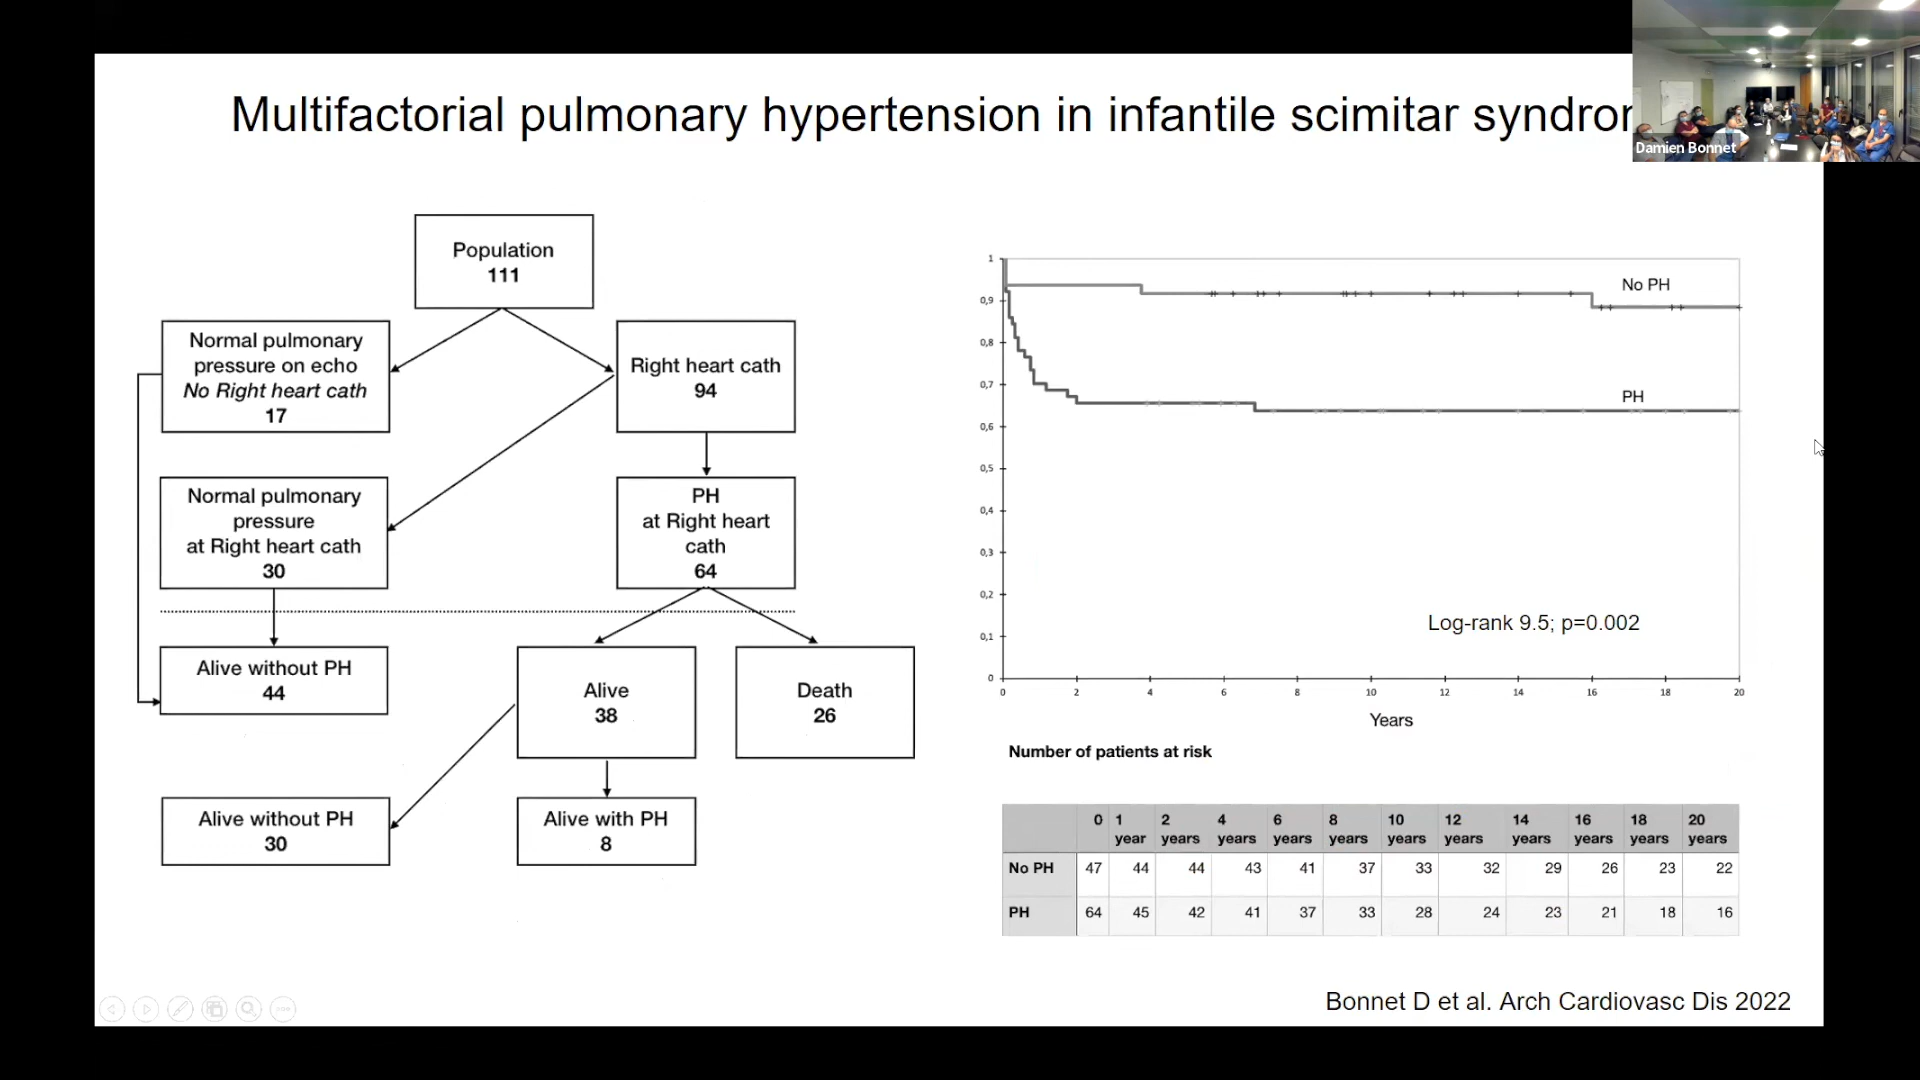 Multifactorial pulmonary hypertension in infantile scimitar syndrom
Damien Bonnet
Population
111
Normal pulmonary
pressure on echo
No Right heart cath
17
Right heart cath
94
Normal pulmonary
pressure
at Right heart cath
30
PH
at Right heart
cath
64
Alive without PH
44
Alive
38
Death
26
Alive without PH
30
Alive with PH
8
1
0,9
0,8
0,7
0,6
0,5
0,4
0,3
0,2
0,1
0
No PH
PH
Log-rank 9.5; p=0.002
0 2 4 6 8 10 12 14 16 18 20
Years
Number of patients at risk
0 1 2 4 6 8 10 12 14 16 18 20
year years years years years years years years years years years
No PH 47 44 44 43 41 37 33 32 29 26 23 22
PH 64 45 42 41 37 33 28 24 23 21 18 16
Bonnet D et al. Arch Cardiovasc Dis 2022